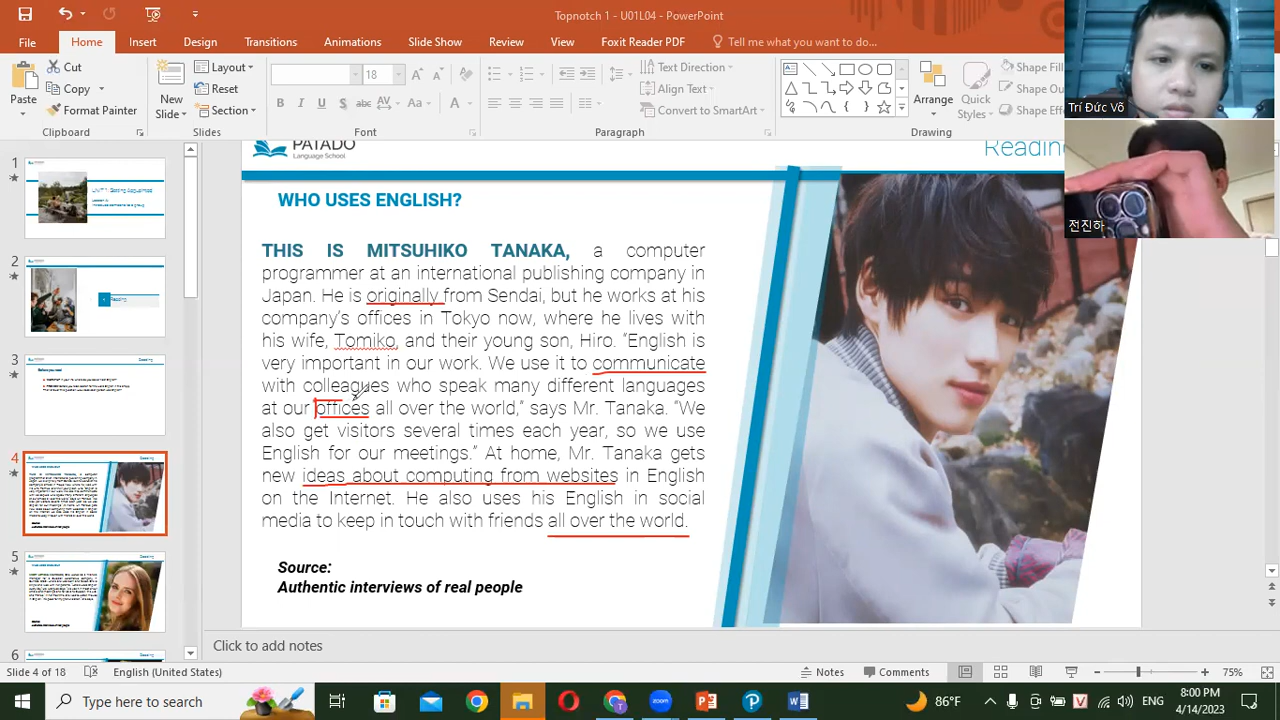 Topnotch 1 - U01L04 - PowerPoint
File
Home
Insert
Design
Transitions
Animations
Slide Show
Review
View
Foxit Reader PDF
Tell me what you want to do...
Paste
Cut
Copy
Format Painter
Clipboard
New
Slide
Layout
Reset
Section
Slides
18
Font
Text Direction
Align Text
Convert to SmartArt
Paragraph
Arrange
Quick
Styles
Shape Fill
Drawing
Trí Đức Võ
전진하
PATADO
Language School
WHO USES ENGLISH?
THIS IS MITSUHIKO TANAKA, a computer
programmer at an international publishing company in
Japan. He is originally from Sendai, but he works at his
company's offices in Tokyo now, where he lives with
his wife, Tomiko, and their young son, Hiro. "English is
very important in our work. We use it to communicate
with colleagues who speak many different languages
at our offices all over the world," says Mr. Tanaka. "We
also get visitors several times each year, so we use
English for our meetings." At home, Mr. Tanaka gets
new ideas about computing from websites in English
on the Internet. He also uses his English in social
media to keep in touch with friends all over the world.
Source:
Authentic interviews of real people
1
2
3
4
5
6
Click to add notes
Slide 4 of 18
English (United States)
Notes
Comments
75%
Type here to search
86°F
ENG
8:00 PM
4/14/2023